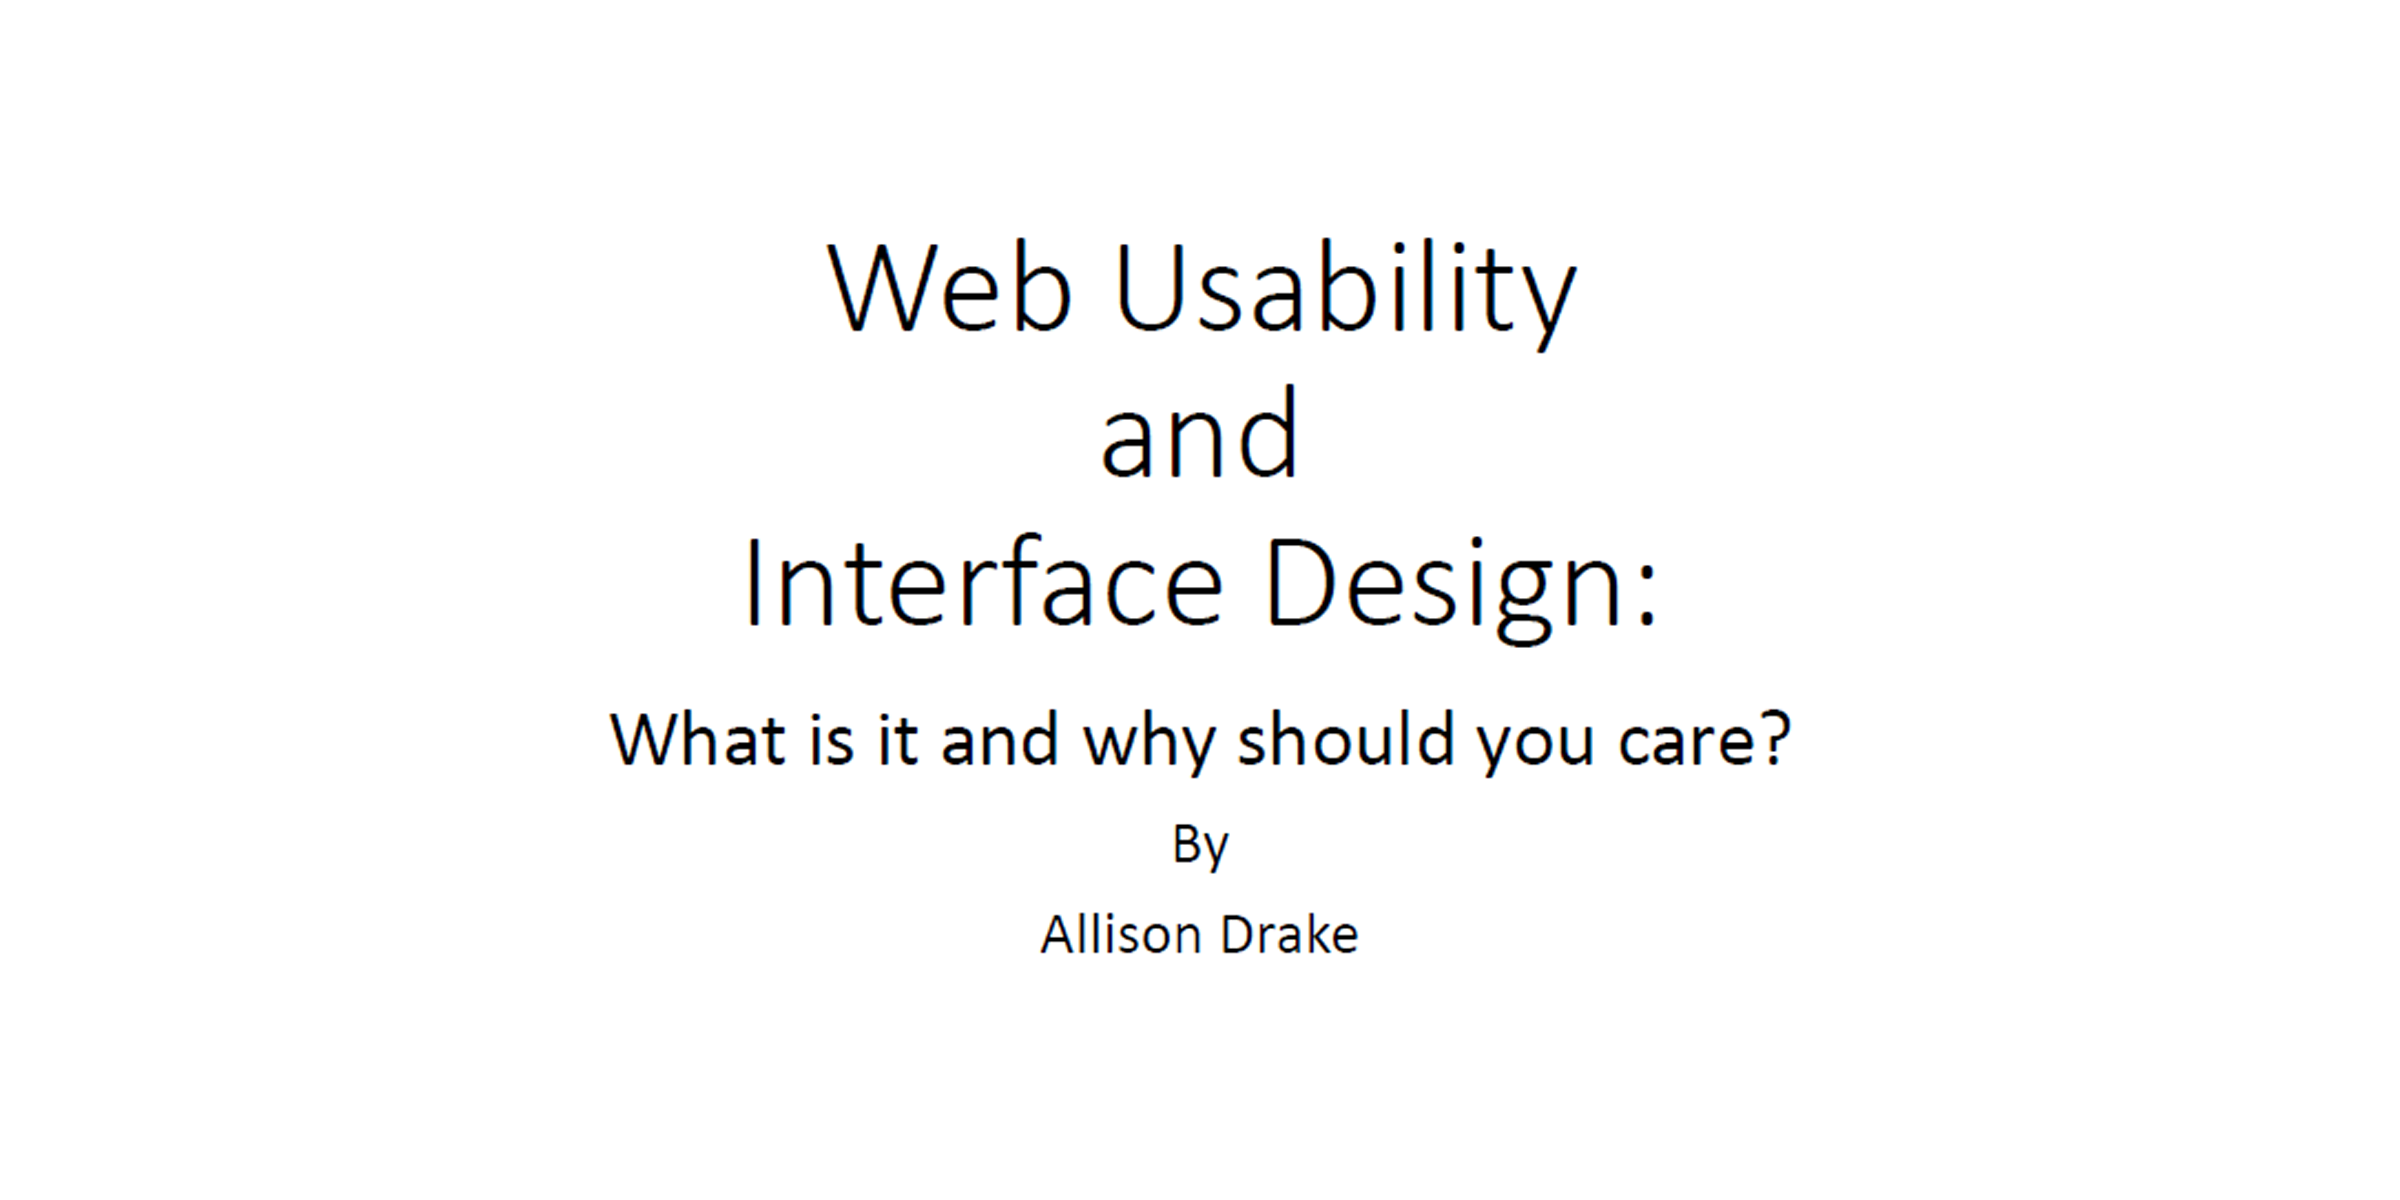 Web Usability
and
Interface Design:
What is it and why should you care?
By
Allison Drake